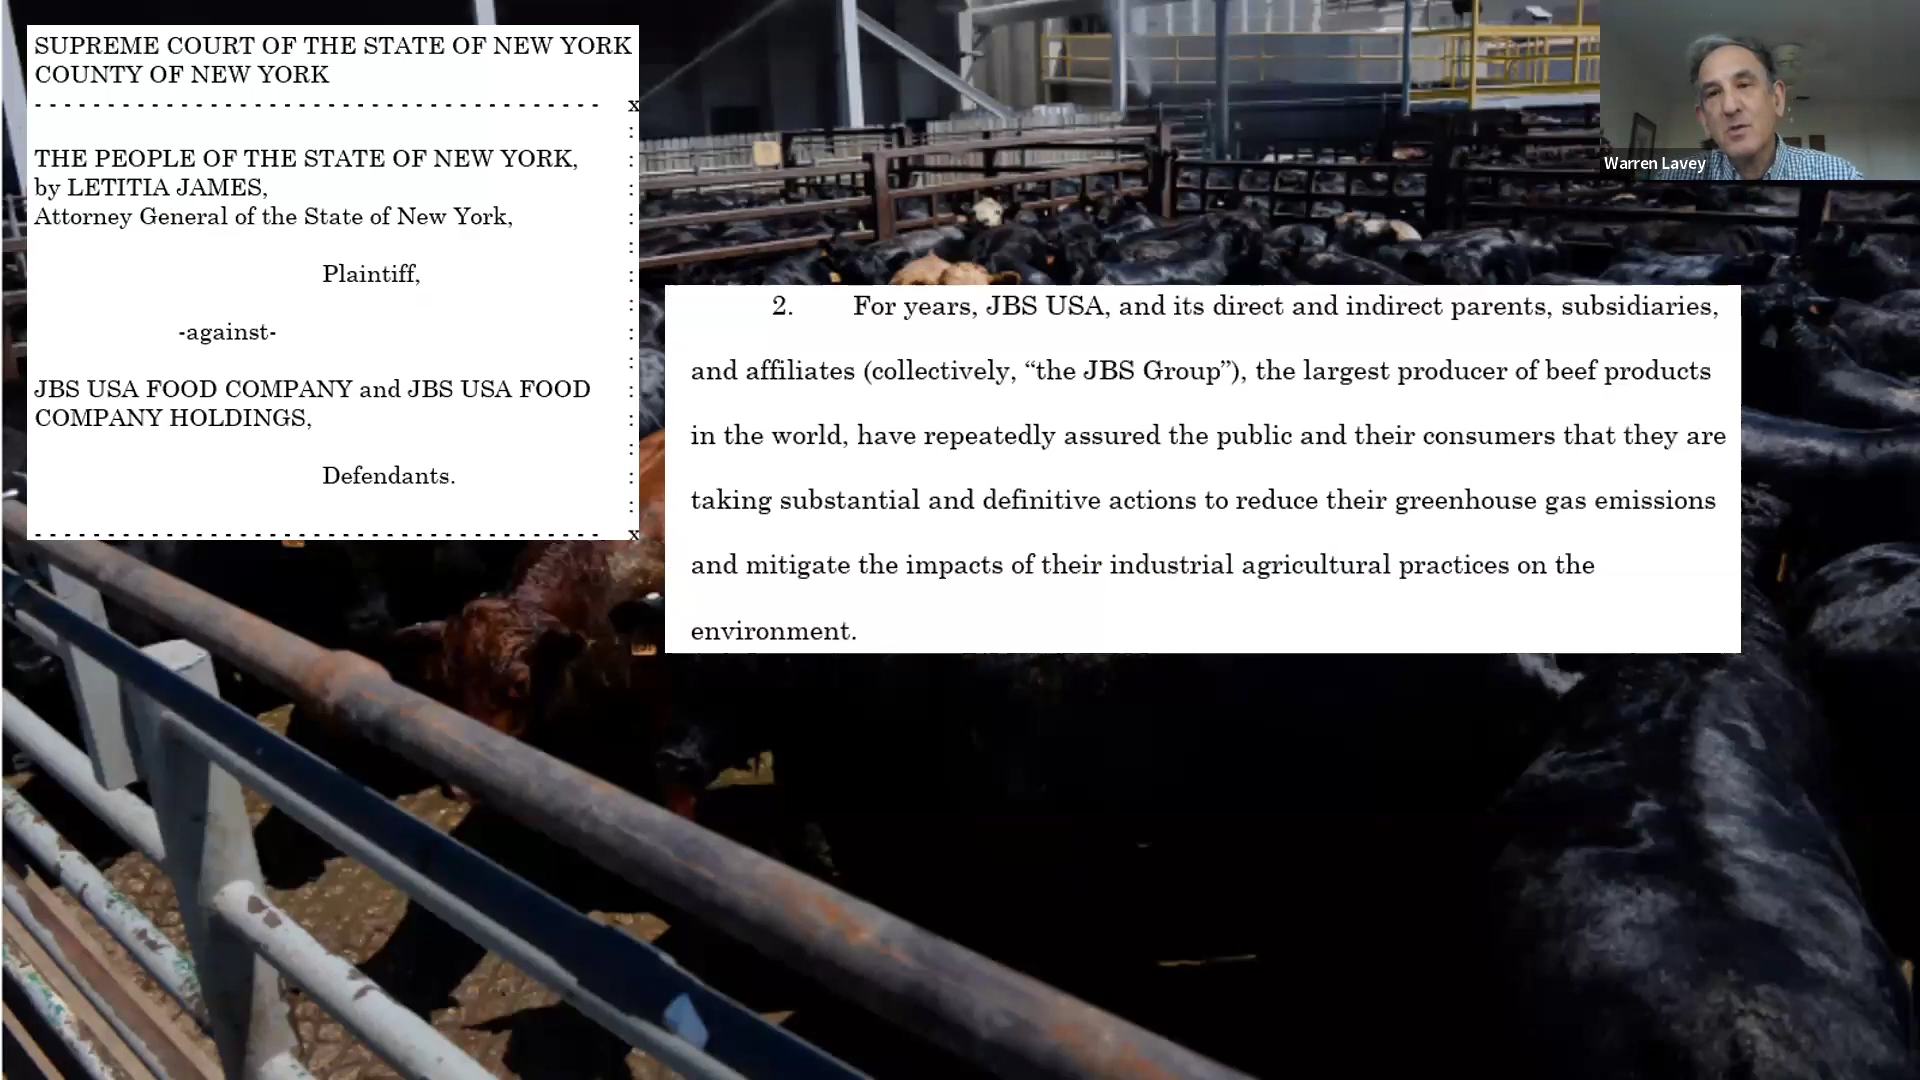 SUPREME COURT OF THE STATE OF NEW YORK
COUNTY OF NEW YORK
- - - - - - - - - - - - - - - - - - - - - - - - - - - - - - - - - - - - - - - x
THE PEOPLE OF THE STATE OF NEW YORK, :
by LETITIA JAMES, :
Attorney General of the State of New York, :
Plaintiff, :
-against- :
JBS USA FOOD COMPANY and JBS USA FOOD :
COMPANY HOLDINGS, :
Defendants. :
- - - - - - - - - - - - - - - - - - - - - - - - - - - - - - - - - - - - - - - x
2. For years, JBS USA, and its direct and indirect parents, subsidiaries,
and affiliates (collectively, “the JBS Group”), the largest producer of beef products
in the world, have repeatedly assured the public and their consumers that they are
taking substantial and definitive actions to reduce their greenhouse gas emissions
and mitigate the impacts of their industrial agricultural practices on the
environment.
Warren Lavey